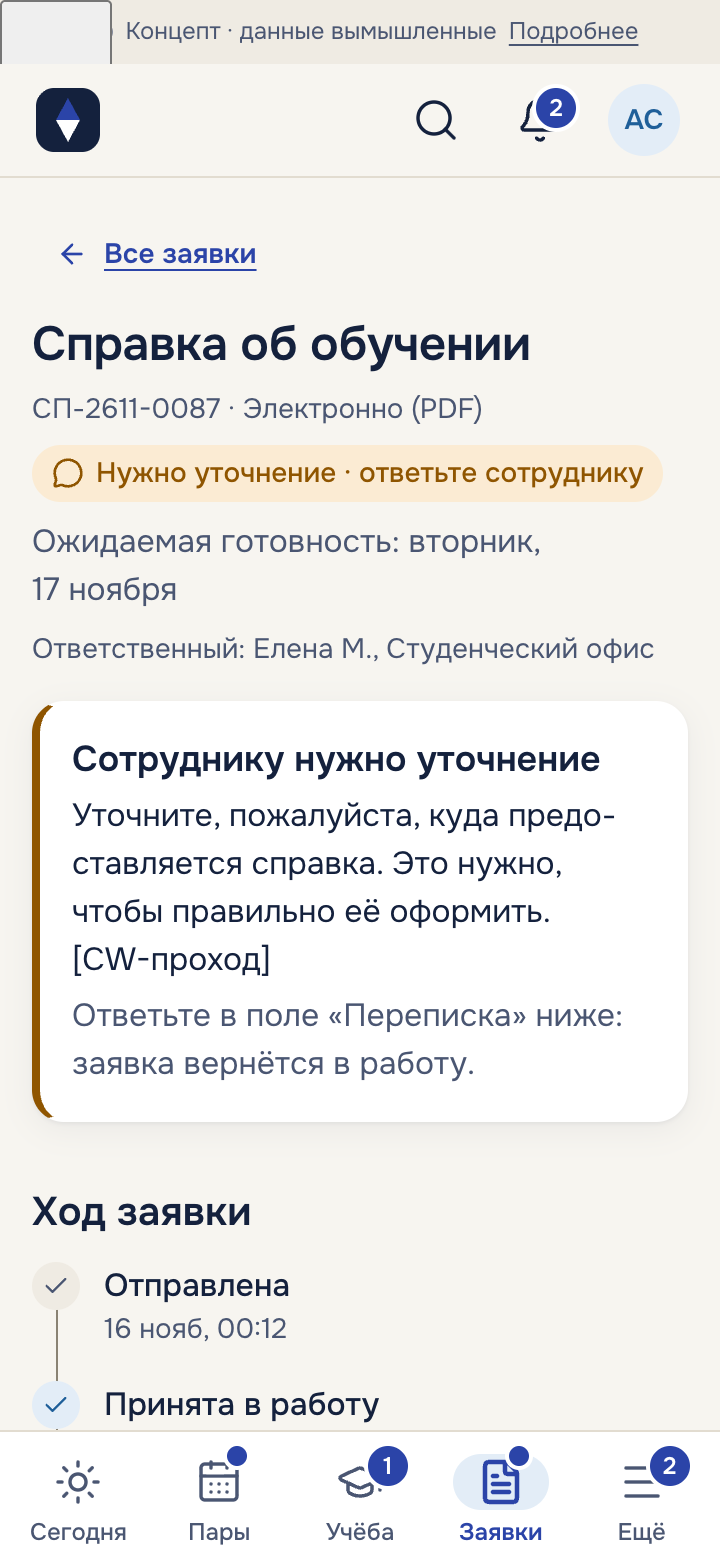 Концепт · данные вымышленные Подробнее
2
АС
Все заявки
Справка об обучении
СП-2611-0087 · Электронно (PDF)
Нужно уточнение · ответьте сотруднику
Ожидаемая готовность: вторник,
17 ноября
Ответственный: Елена М., Студенческий офис
Сотруднику нужно уточнение
Уточните, пожалуйста, куда предо-
ставляется справка. Это нужно,
чтобы правильно её оформить.
[CW-проход]
Ответьте в поле «Переписка» ниже:
заявка вернётся в работу.
Ход заявки
Отправлена
16 нояб, 00:12
Принята в работу
1
2
Сегодня
Пары
Учёба
Заявки
Ещё